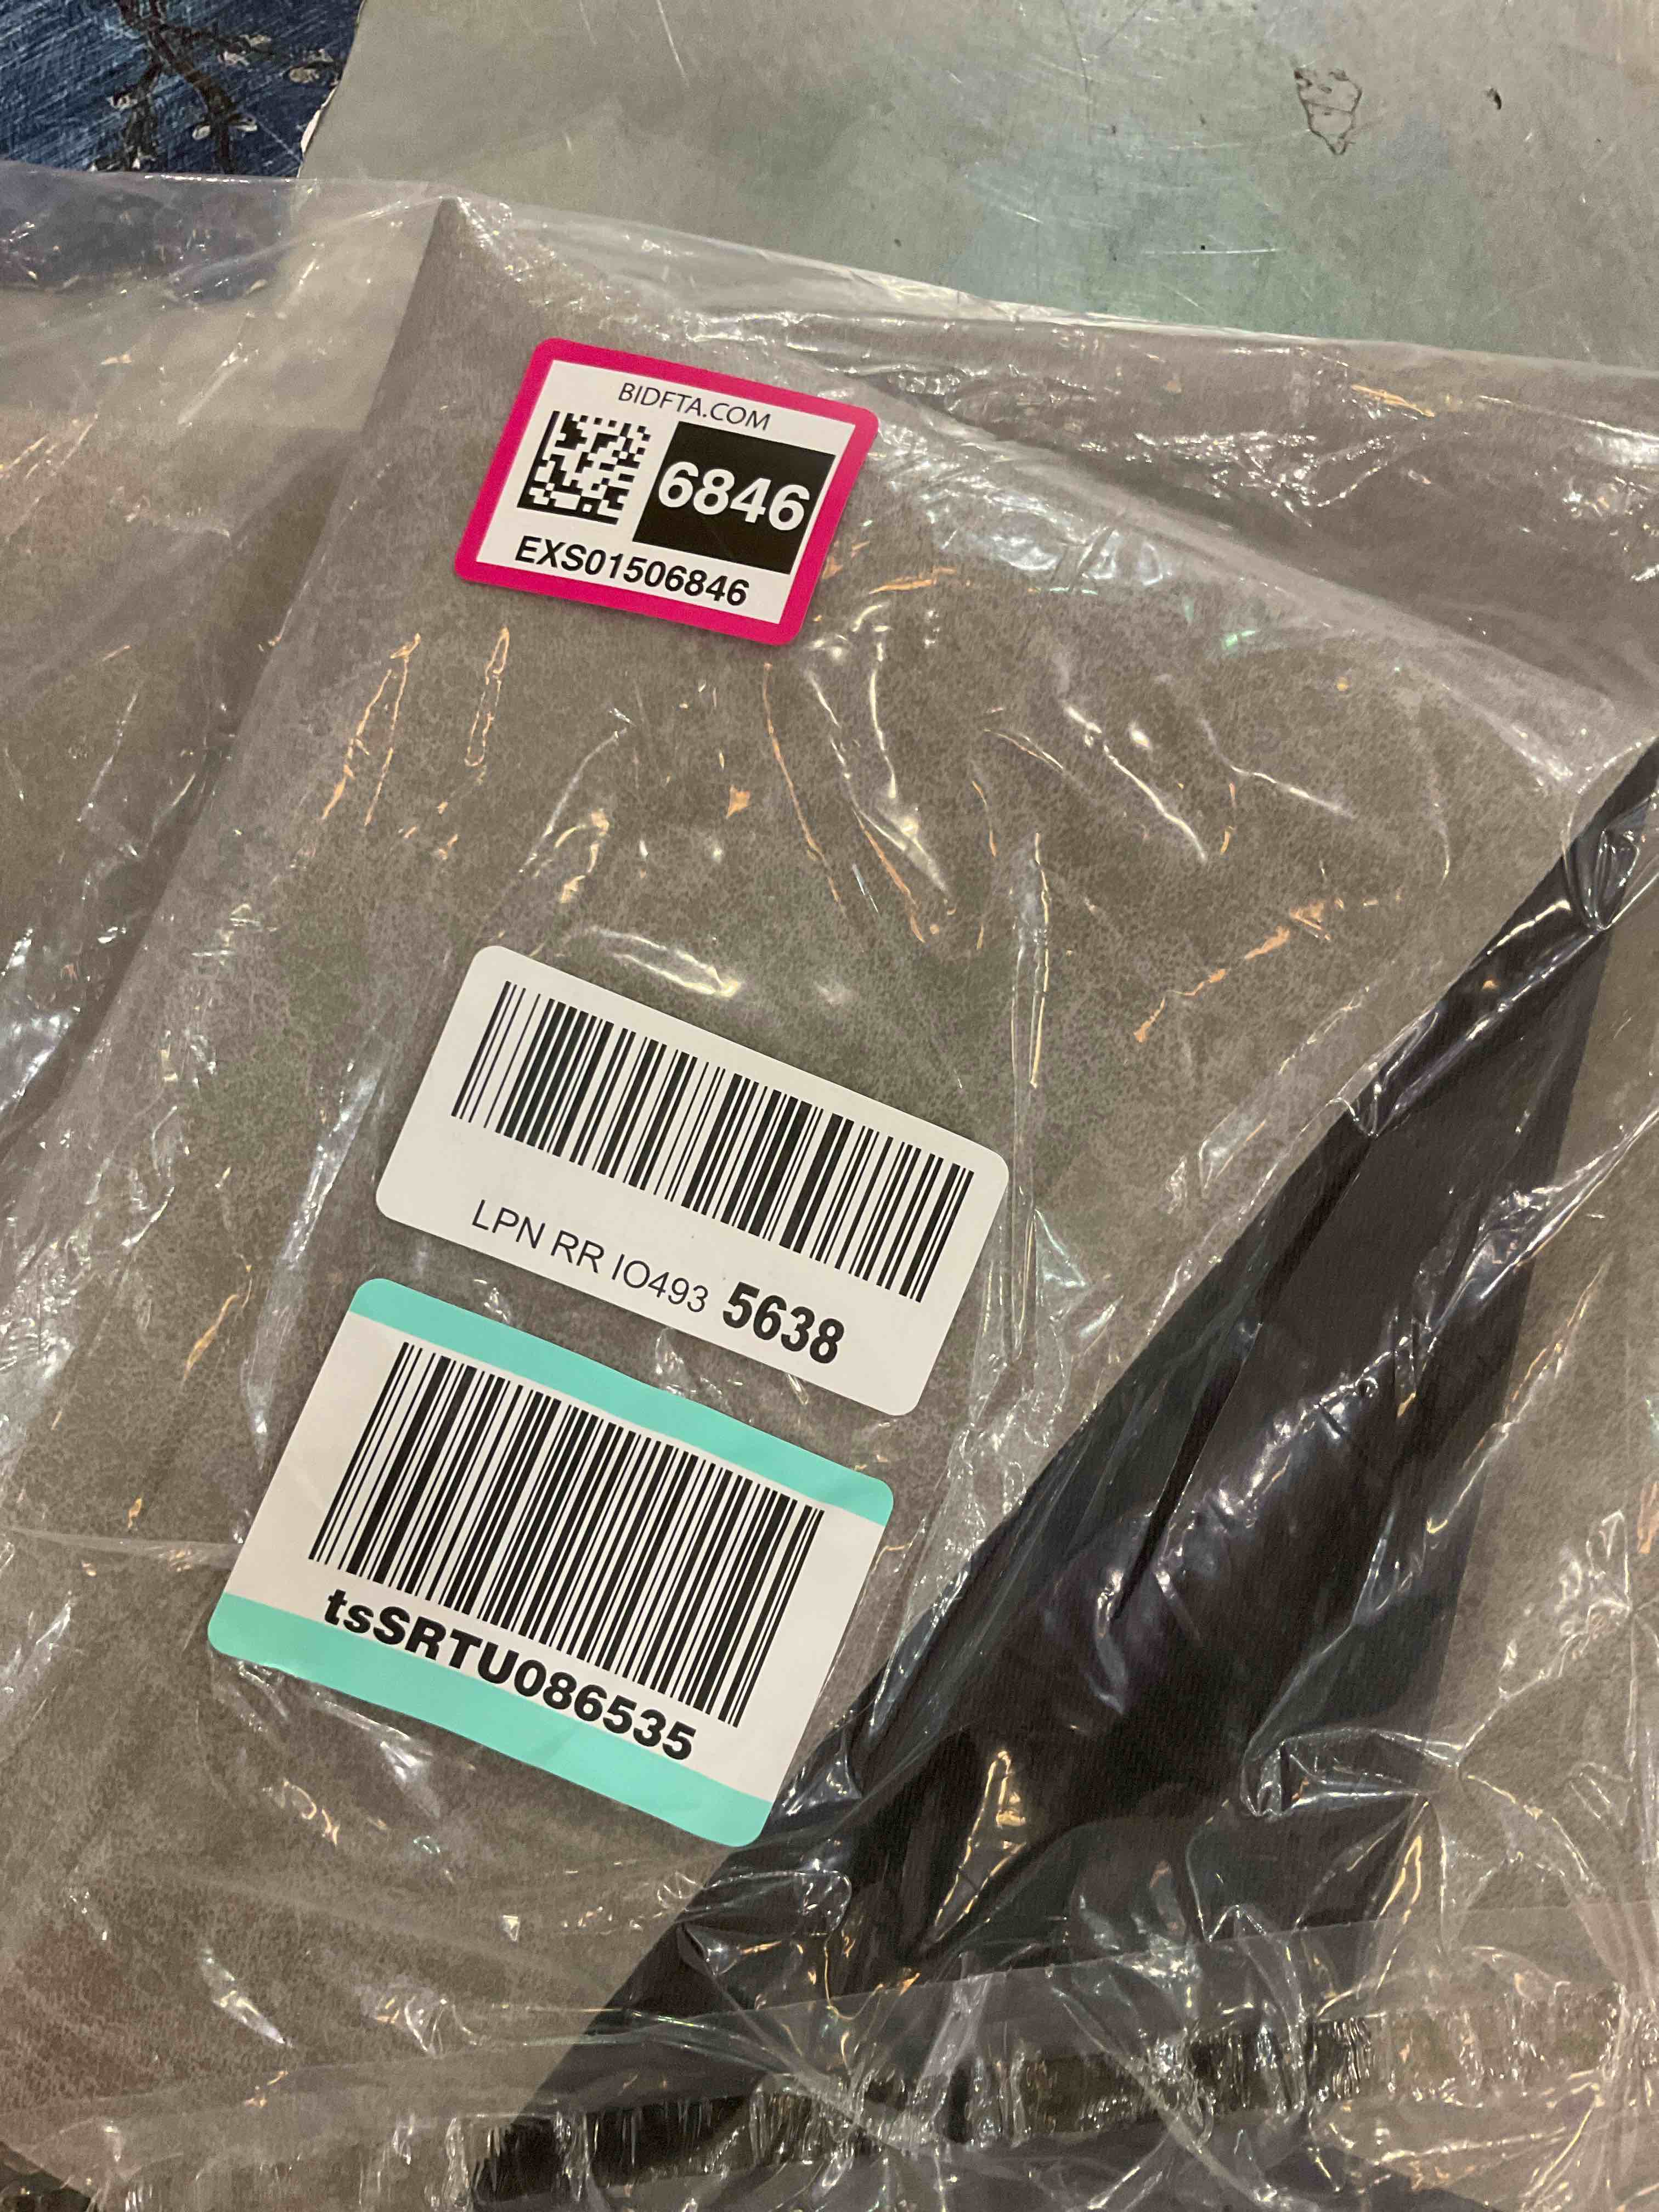 BIDFTA.COM
6846
EXS01506846
LPN RR IO493 5638
tsSRTU086535